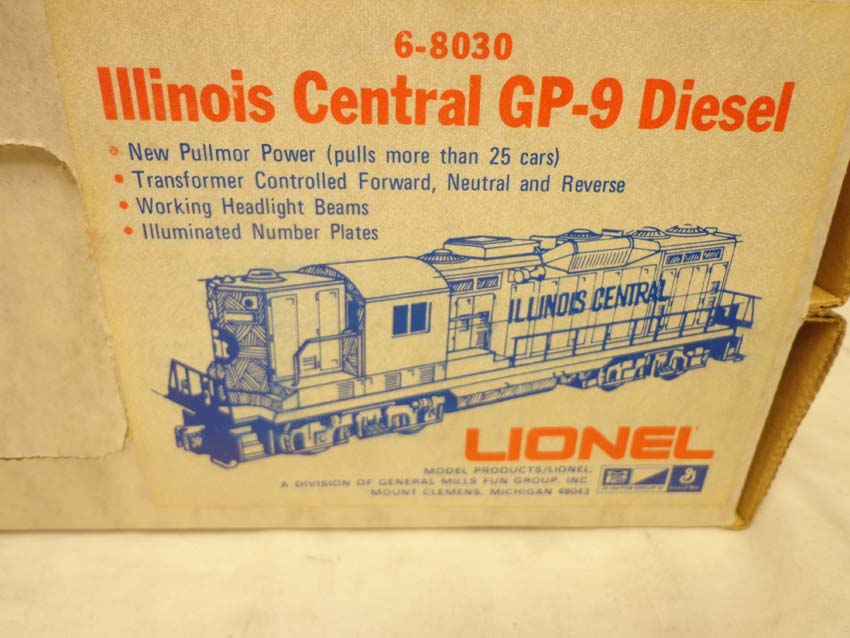 6-8030
Illinois Central GP-9 Diesel
• New Pullmor Power (pulls more than 25 cars)
• Transformer Controlled Forward, Neutral and Reverse
• Working Headlight Beams
• Illuminated Number Plates
ILLINOIS CENTRAL
LIONEL
MODEL PRODUCTS/LIONEL.
A DIVISION OF GENERAL MILLS FUN GROUP, INC.
MOUNT CLEMENS, MICHIGAN 48043